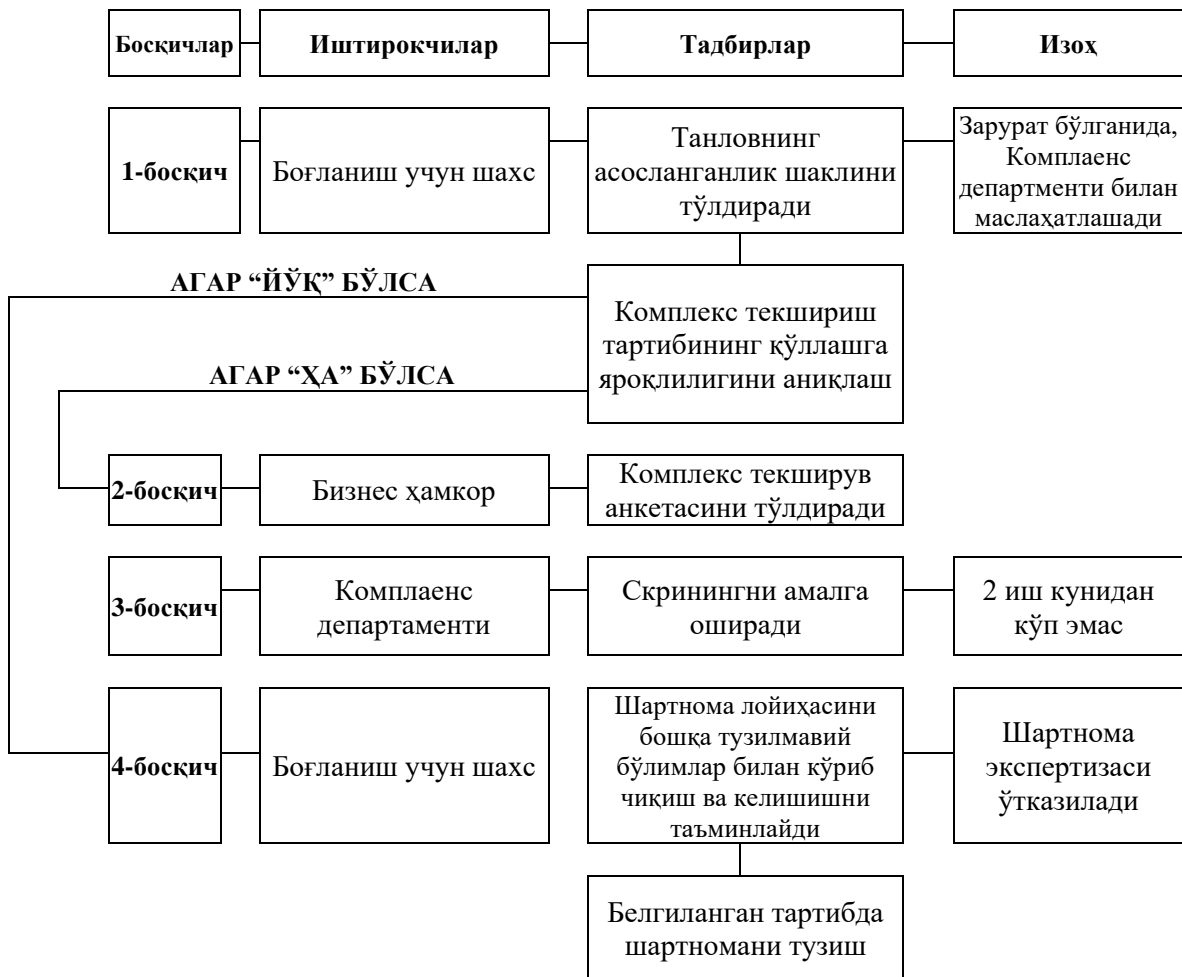 Босқичлар
Иштирокчилар
Тадбирлар
Изоҳ
1-босқич
Боғланиш учун шахс
Танловнинг
асосланганлик шаклини
тўлдиради
Зарурат бўлганида,
Комплаенс
департменти билан
маслаҳатлашади
АГАР “ЙЎҚ” БЎЛСА
АГАР “ҲА” БЎЛСА
Комплекс текшириш
тартибининг қўллашга
яроқлилигини аниқлаш
2-босқич
Бизнес ҳамкор
Комплекс текширув
анкетасини тўлдиради
3-босқич
Комплаенс
департаменти
Скринингни амалга
оширади
2 иш кунидан
кўп эмас
4-босқич
Боғланиш учун шахс
Шартнома лойиҳасини
бошқа тузилмавий
бўлимлар билан кўриб
чиқиш ва келишишни
таъминлайди
Шартнома
экспертизаси
ўтказилади
Белгиланган тартибда
шартномани тузиш